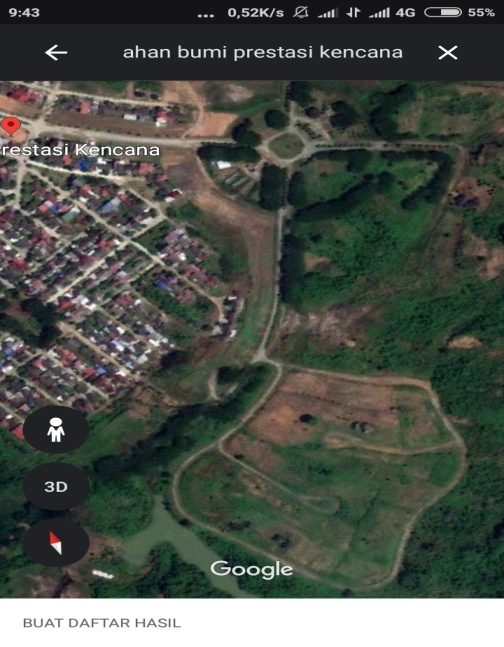 9:43 ... 0,52K/s 4G 55%
ahan bumi prestasi kencana
restasi Kencana
3D
Google
BUAT DAFTAR HASIL